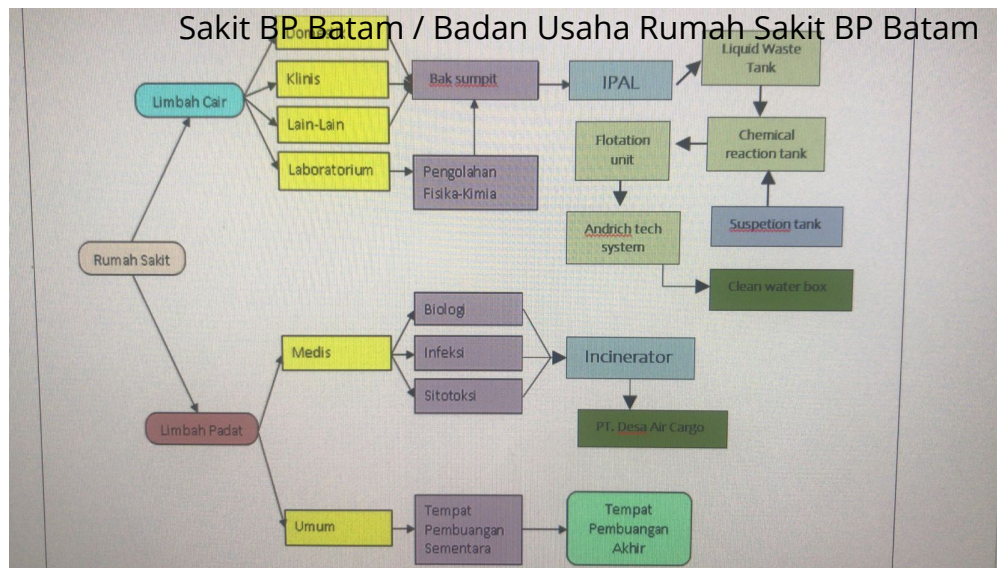 Sakit BP Batam / Badan Usaha Rumah Sakit BP Batam
Domestik
Liquid Waste
Tank
Klinis
Bak sumpit
IPAL
Limbah Cair
Lain-Lain
Flotation
unit
Chemical
reaction tank
Laboratorium
Pengolahan
Fisika-Kimia
Andrich tech
system
Suspetion tank
Rumah Sakit
Clean water box
Biologi
Medis
Infeksi
Incinerator
Sitotoksi
Limbah Padat
PT. Desa Air Cargo
Umum
Tempat
Pembuangan
Sementara
Tempat
Pembuangan
Akhir